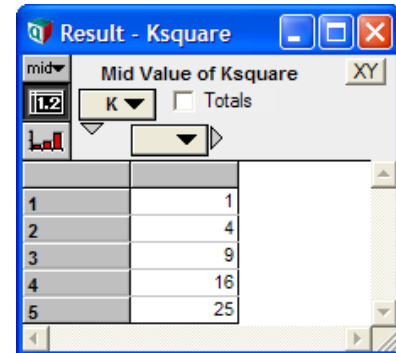 Result - Ksquare
mid Mid Value of Ksquare XY
1.2 K Totals
1 1
2 4
3 9
4 16
5 25